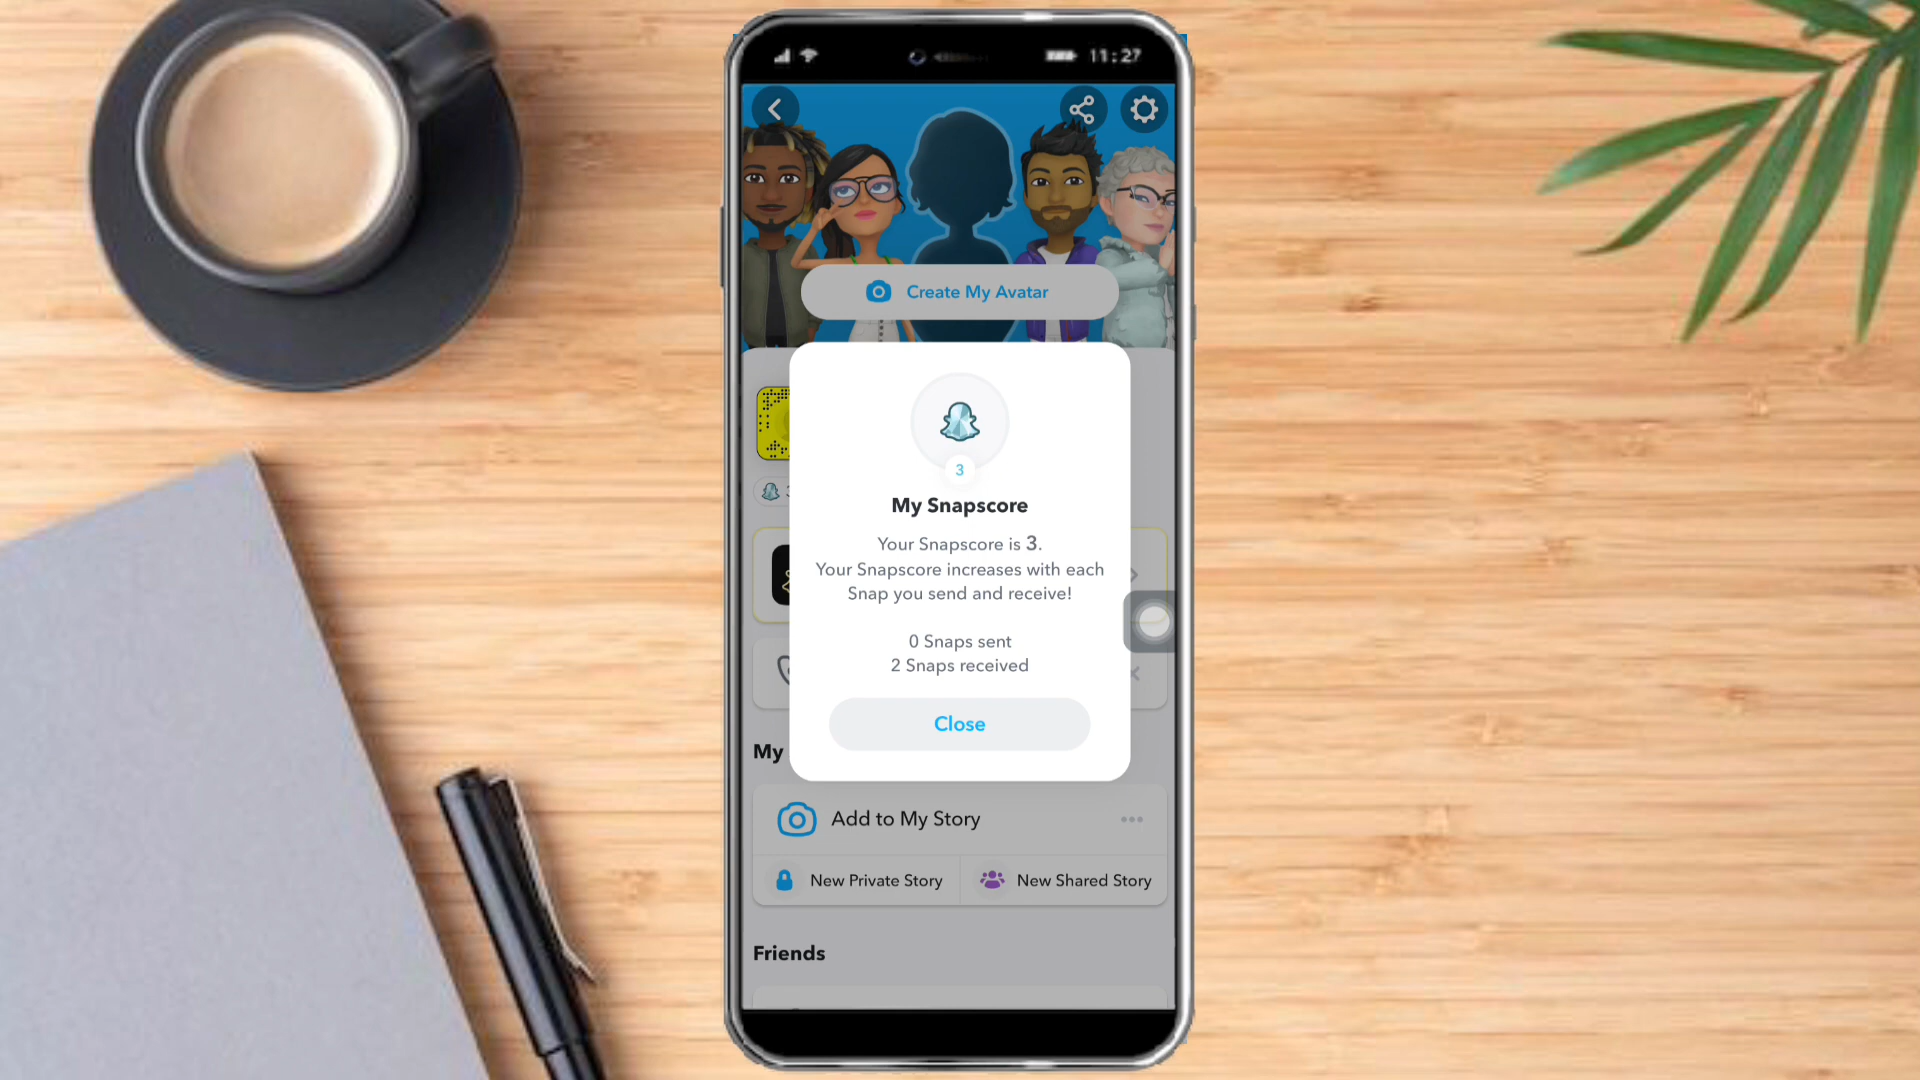 11:27
Create My Avatar
3
My Snapscore
Your Snapscore is 3.
Your Snapscore increases with each
Snap you send and receive!
0 Snaps sent
2 Snaps received
Close
My
Add to My Story
New Private Story
New Shared Story
Friends